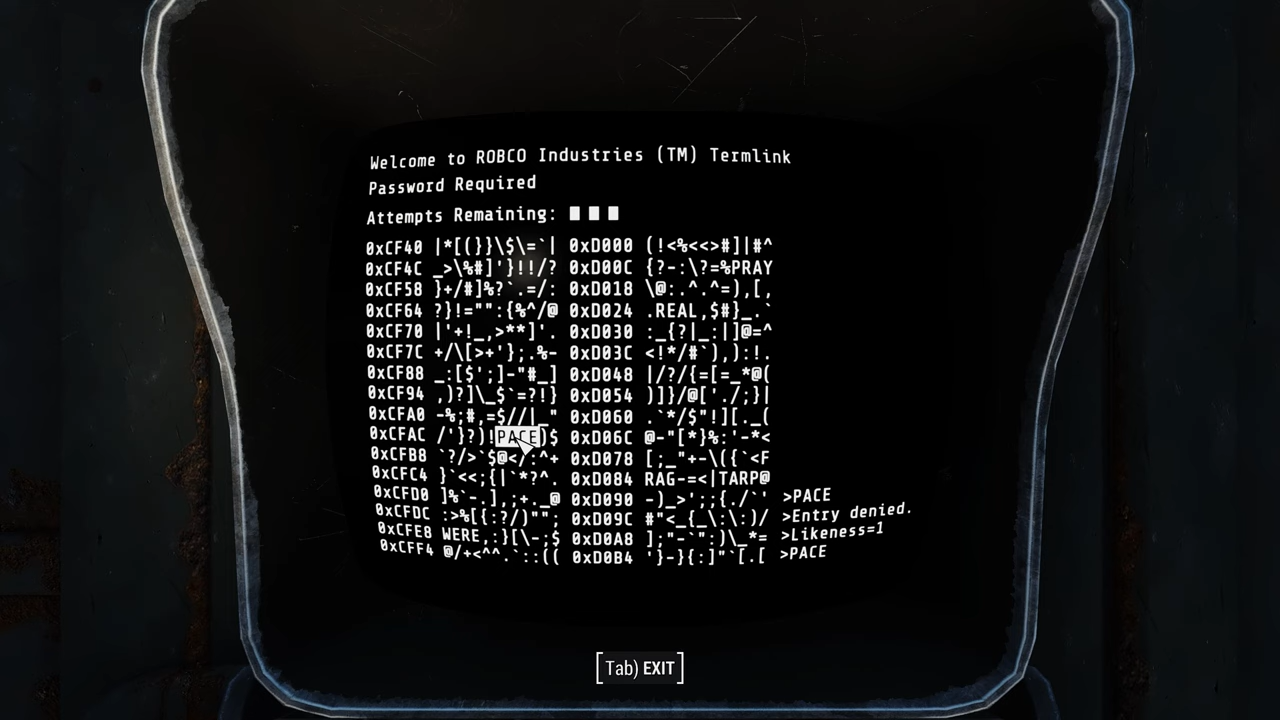 Welcome to ROBCO Industries (TM) Termlink
Password Required
Attempts Remaining: ■ ■ ■
0xCF40 |*[(}}\$\=`| 0xD000 (!<%<<>#]|#^
0xCF4C _>\%#]'}!!/? 0xD00C {?-:\?=%PRAY
0xCF58 }+/#]%?`.=/: 0xD018 \@:.^.^=),[,
0xCF64 ?}!="":{%^/@ 0xD024 .REAL,$#}_.`
0xCF70 |'+!_,>**]'. 0xD030 :_{?|_:|]@=^
0xCF7C +/\[>+'};.%- 0xD03C <!*/#`),):!.
0xCF88 _:[$';]-"#_] 0xD048 |/?/{=[=_*@(
0xCF94 ,)?]\_$`=?!} 0xD054 )]}/@['./;}|
0xCFA0 -%;#,=$//|_" 0xD060 .`*/$"!][._(
0xCFAC /'}?)!PACE)$ 0xD06C @-"[*}%:'-*<
0xCFB8 `?/>`$@</:^+ 0xD078 [;_"+-\({`<F
0xCFC4 }`<<;{|`*?^. 0xD084 RAG-=<|TARP@
0xCFD0 ]%`-.],;+._@ 0xD090 -)_>';;{./`' >PACE
0xCFDC :>%[{:?/)""; 0xD09C #"<_{_\:\:)/ >Entry denied.
0xCFE8 WERE,:}[\-;$ 0xD0A8 ];"-`":)\_*= >Likeness=1
0xCFF4 @/+<^^.`::(( 0xD0B4 '}-}{:]"`[.[ >PACE
[Tab) EXIT]